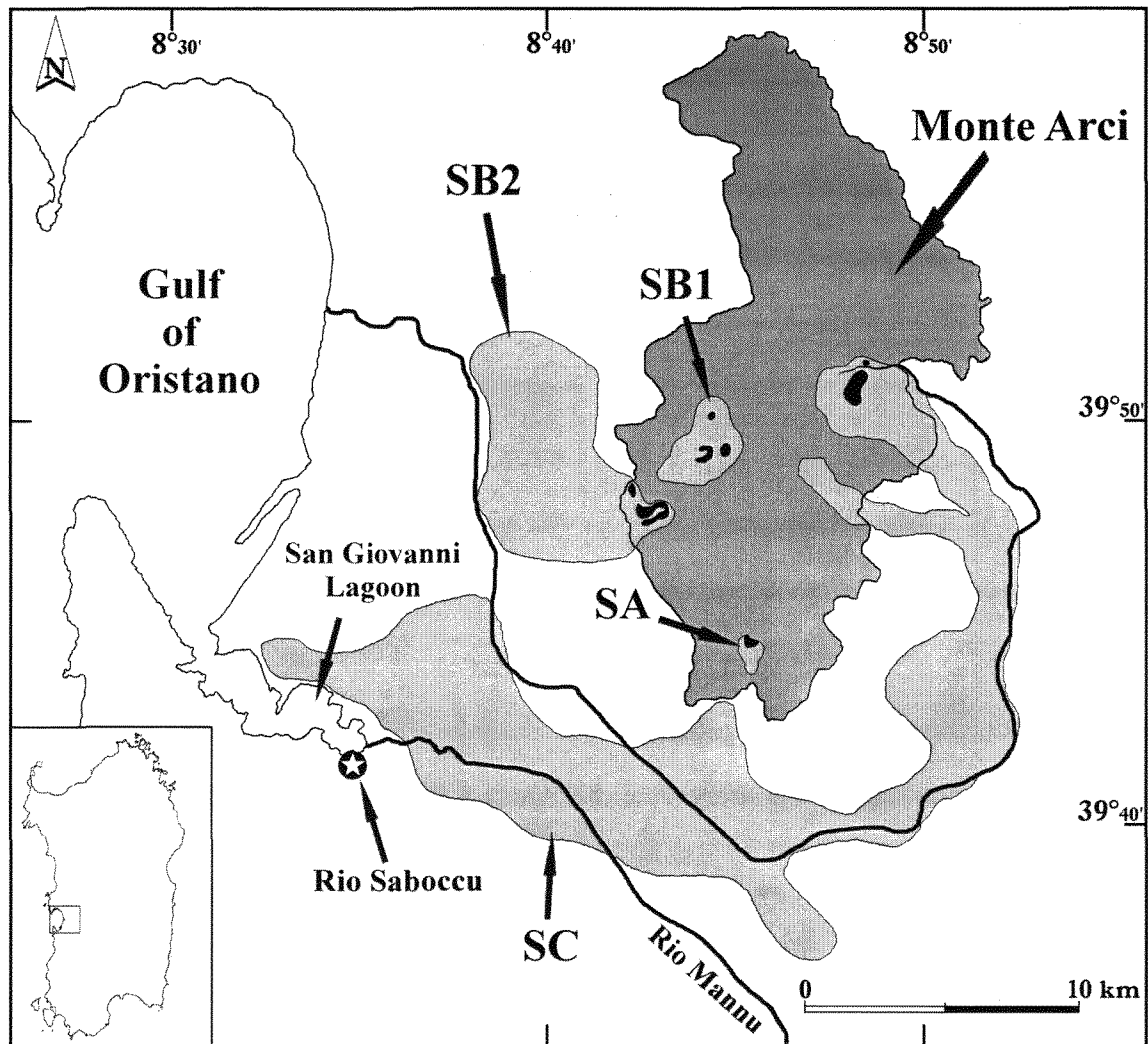 8°30'
8°40'
8°50'
N
Monte Arci
SB2
Gulf
of
Oristano
SB1
39°50'
San Giovanni
Lagoon
SA
39°40'
Rio Saboccu
SC
Rio Mannu
0
10 km